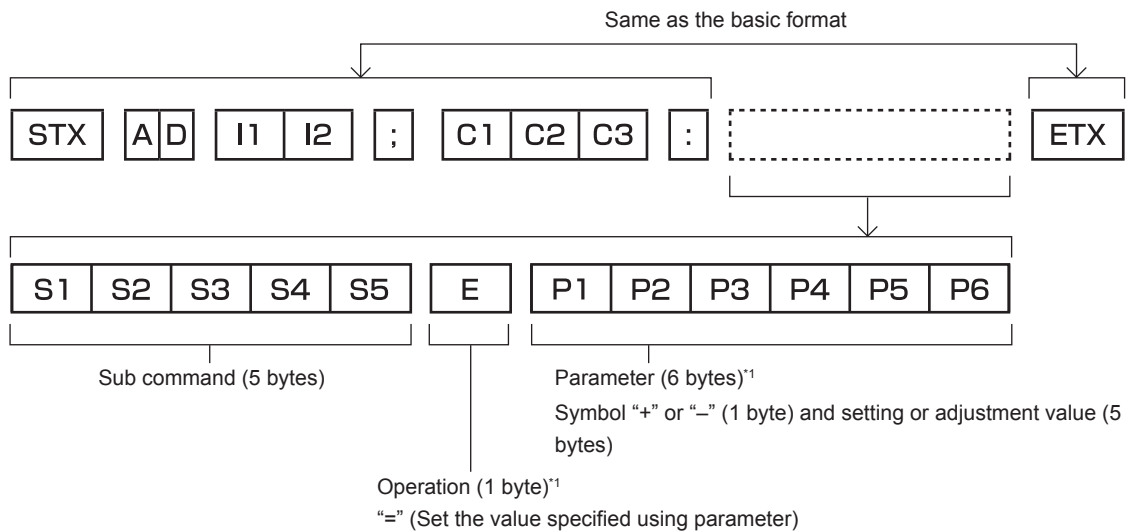 Same as the basic format
STX A D I1 I2 ; C1 C2 C3 : ETX
S1 S2 S3 S4 S5 E P1 P2 P3 P4 P5 P6
Sub command (5 bytes)
Parameter (6 bytes)*1
Symbol “+” or “–” (1 byte) and setting or adjustment value (5
bytes)
Operation (1 byte)*1
“=” (Set the value specified using parameter)